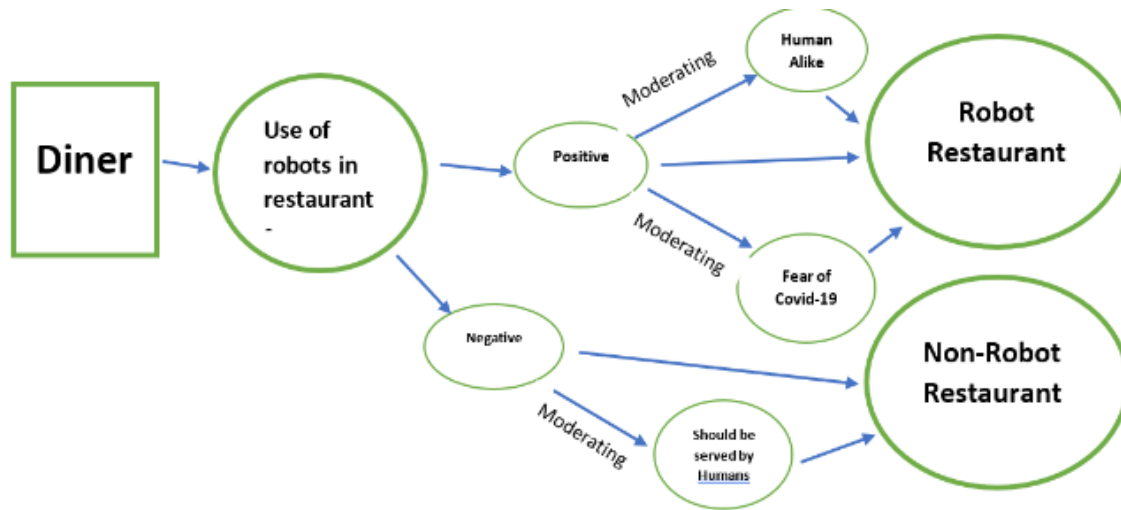 Diner
Use of
robots in
restaurant
-
Positive
Moderating
Human
Alike
Moderating
Fear of
Covid-19
Robot
Restaurant
Negative
Moderating
Should be
served by
Humans
Non-Robot
Restaurant